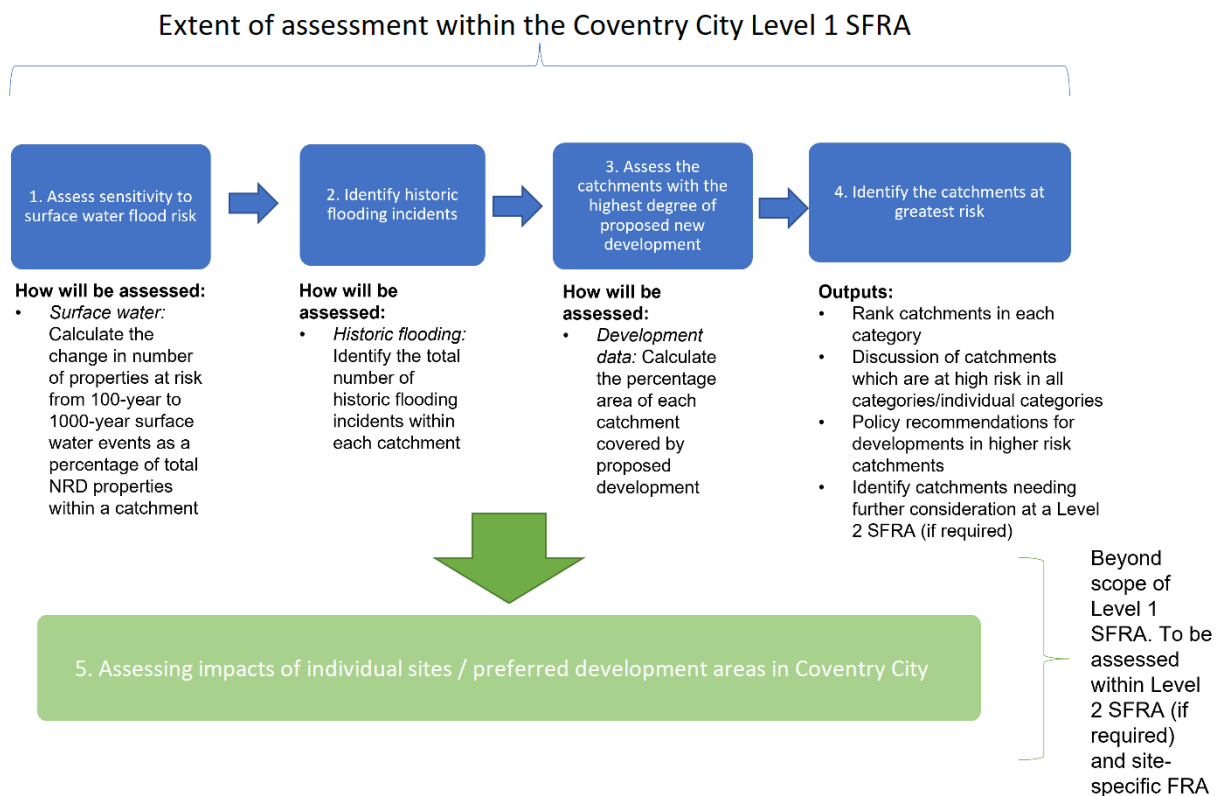 Extent of assessment within the Coventry City Level 1 SFRA
1. Assess sensitivity to
surface water flood risk
2. Identify historic
flooding incidents
3. Assess the
catchments with the
highest degree of
proposed new
development
4. Identify the catchments at
greatest risk
How will be assessed:
• Surface water:
Calculate the
change in number
of properties at risk
from 100-year to
1000-year surface
water events as a
percentage of total
NRD properties
within a catchment
How will be
assessed:
• Historic flooding:
Identify the total
number of
historic flooding
incidents within
each catchment
How will be
assessed:
• Development
data: Calculate
the percentage
area of each
catchment
covered by
proposed
development
Outputs:
• Rank catchments in each
category
• Discussion of catchments
which are at high risk in all
categories/individual categories
• Policy recommendations for
developments in higher risk
catchments
• Identify catchments needing
further consideration at a Level
2 SFRA (if required)
5. Assessing impacts of individual sites / preferred development areas in Coventry City
Beyond
scope of
Level 1
SFRA. To be
assessed
within Level
2 SFRA (if
required)
and site-
specific FRA